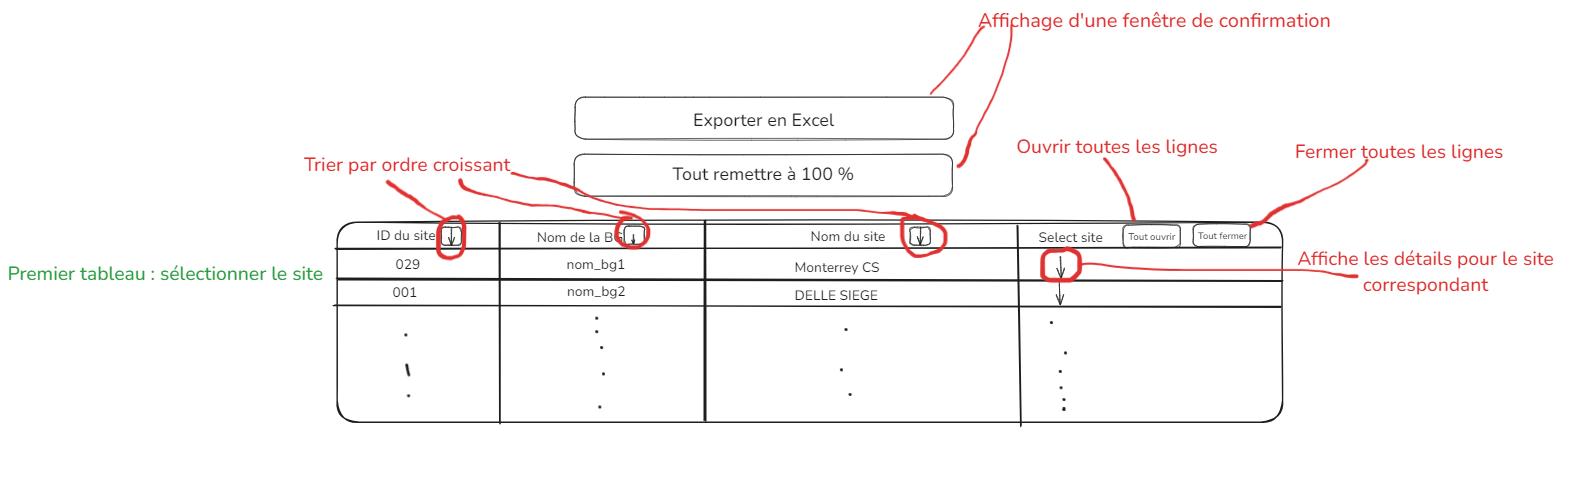 Affichage d'une fenêtre de confirmation
Exporter en Excel
Tout remettre à 100 %
Trier par ordre croissant
Ouvrir toutes les lignes
Fermer toutes les lignes
ID du site
Nom de la BG
Nom du site
Select site
Tout ouvrir
Tout fermer
Premier tableau : sélectionner le site
029
nom_bg1
Monterrey CS
Affiche les détails pour le site
correspondant
001
nom_bg2
DELLE SIEGE